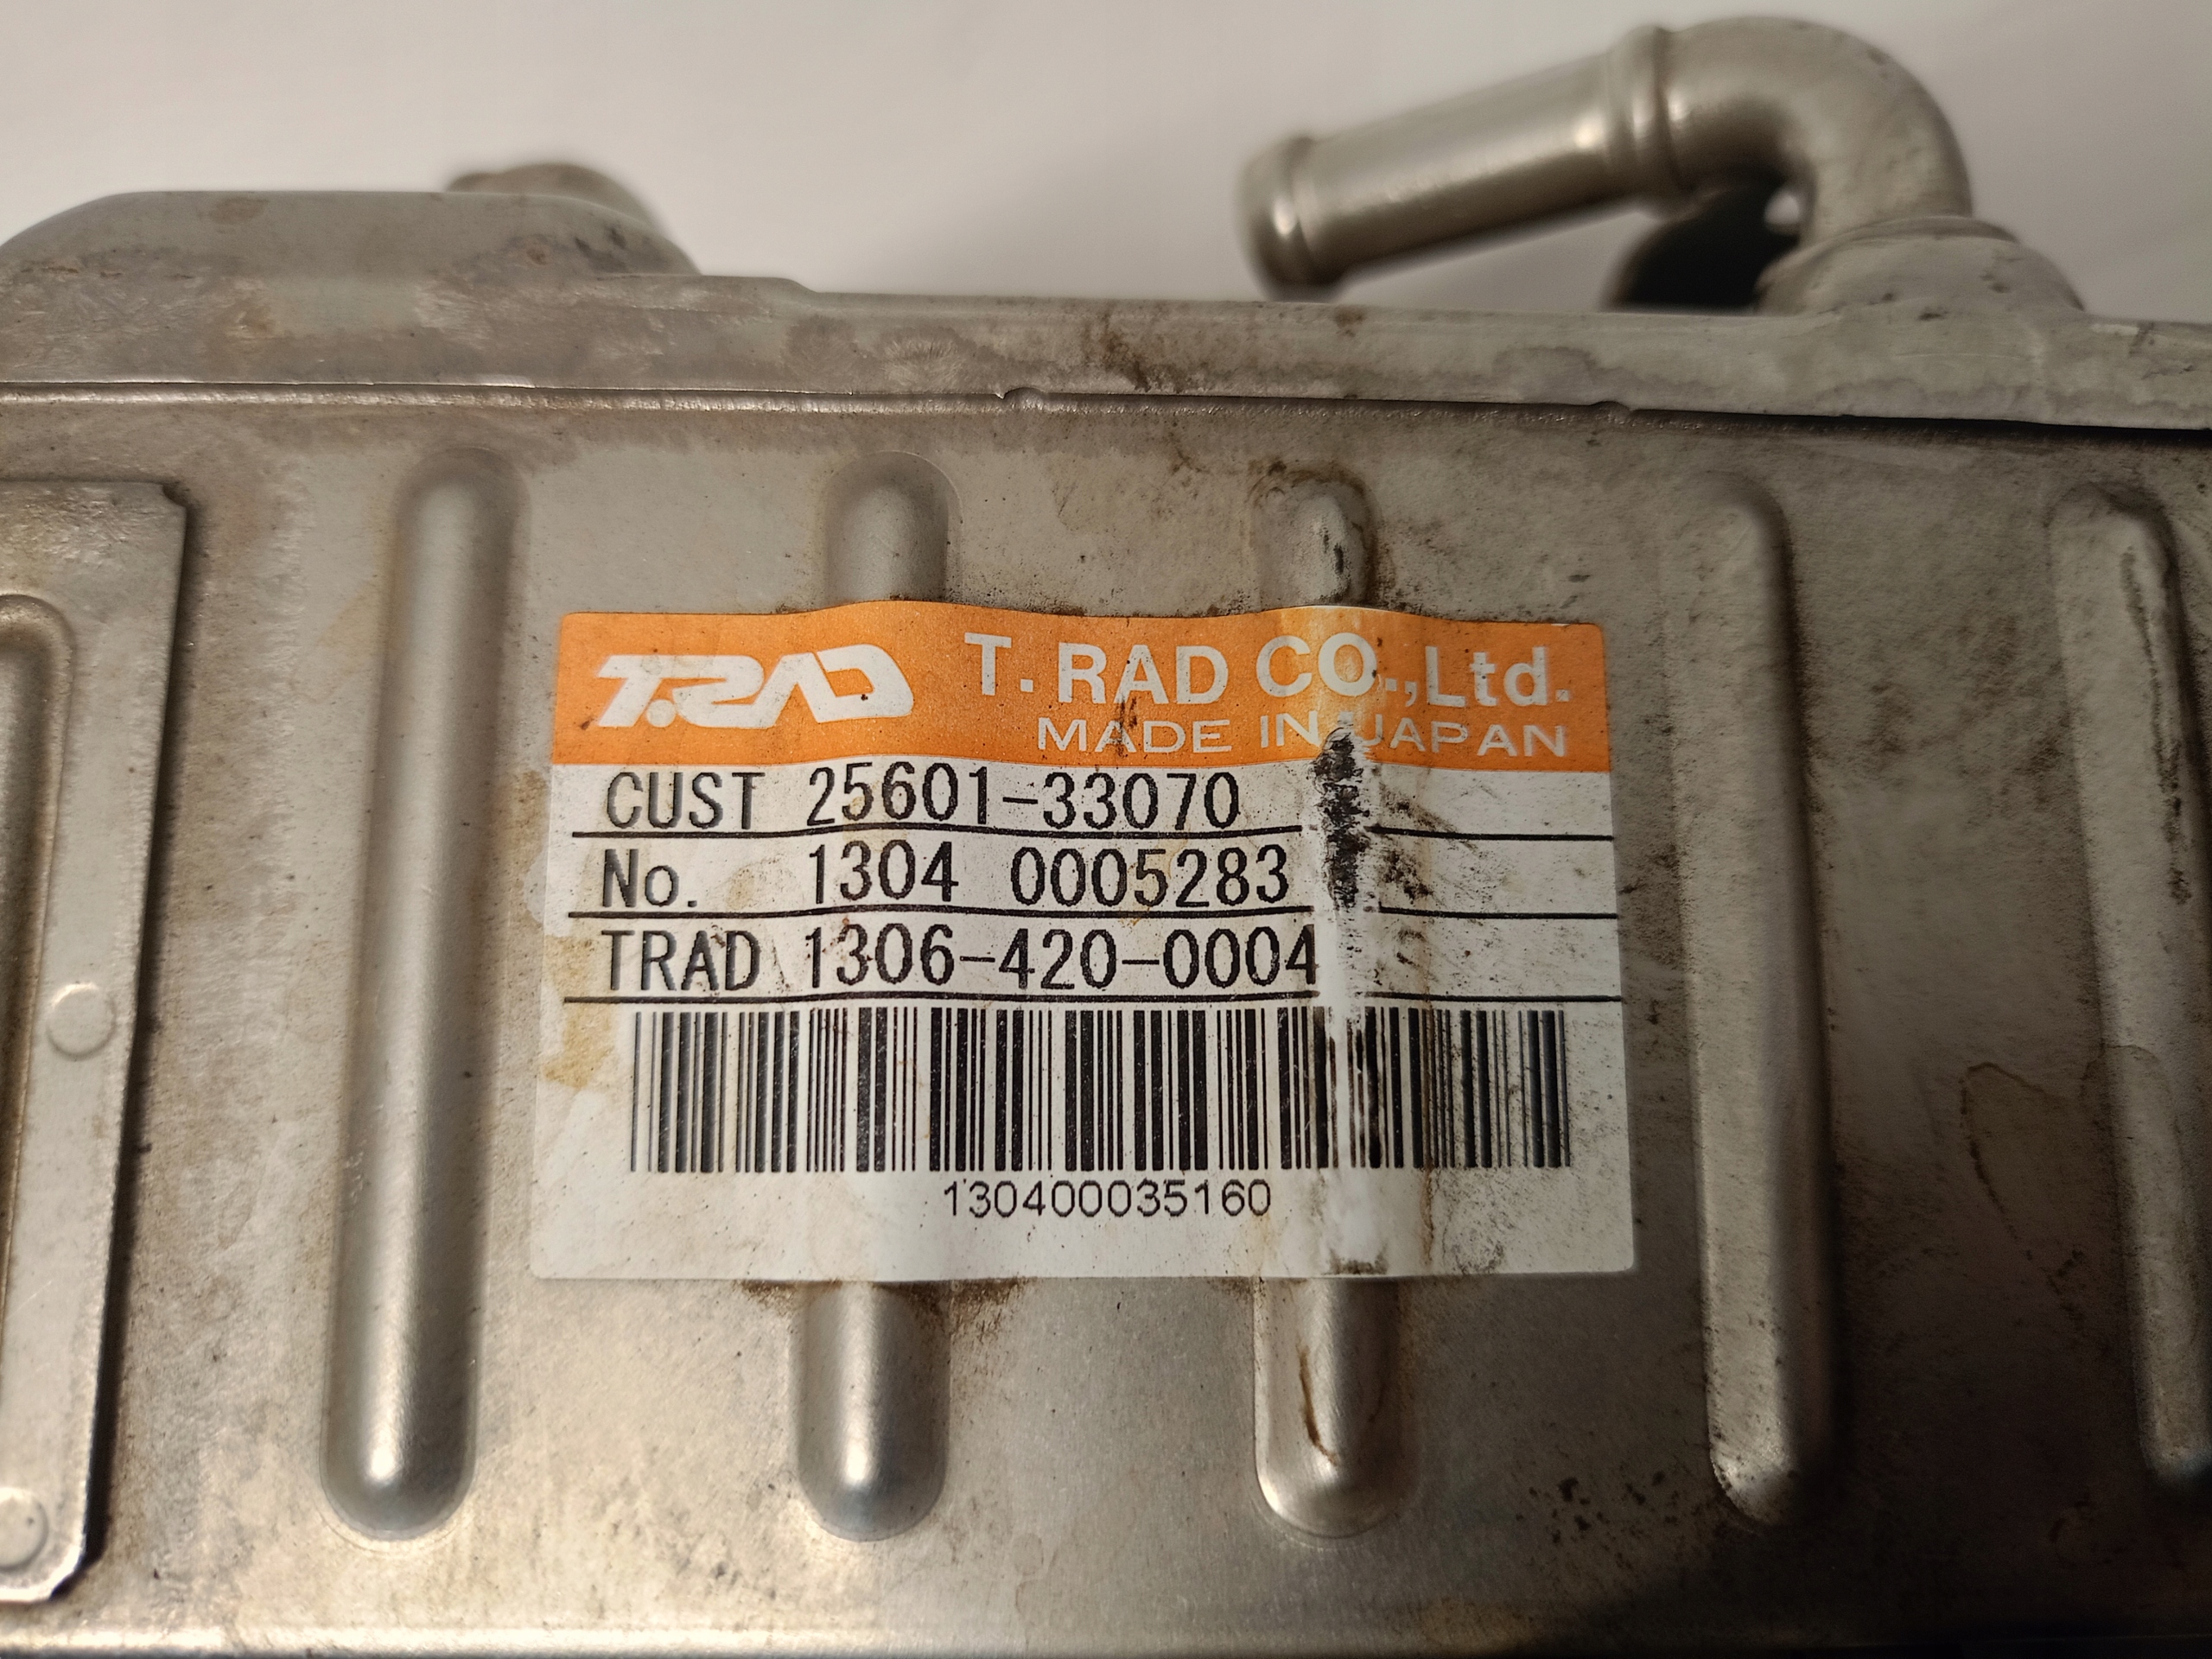 T.RAD T. RAD CO., Ltd.
MADE IN JAPAN
CUST 25601-33070
No. 1304 0005283
TRAD 1306-420-0004
130400035160